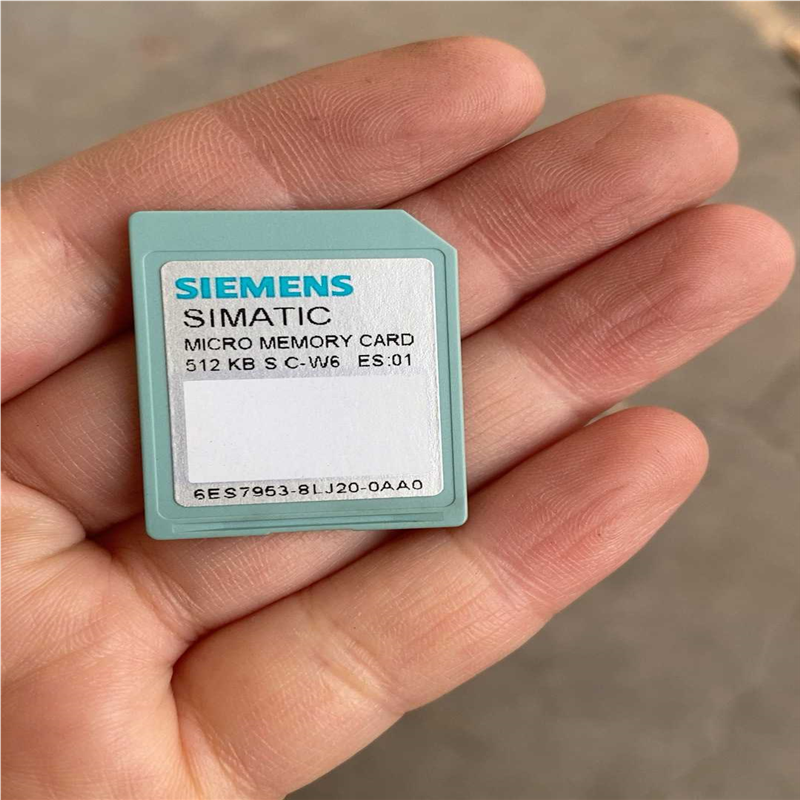 SIEMENS
SIMATIC
MICRO MEMORY CARD
512 KB S C-W6 ES:01
6ES7953-8LJ20-0AA0